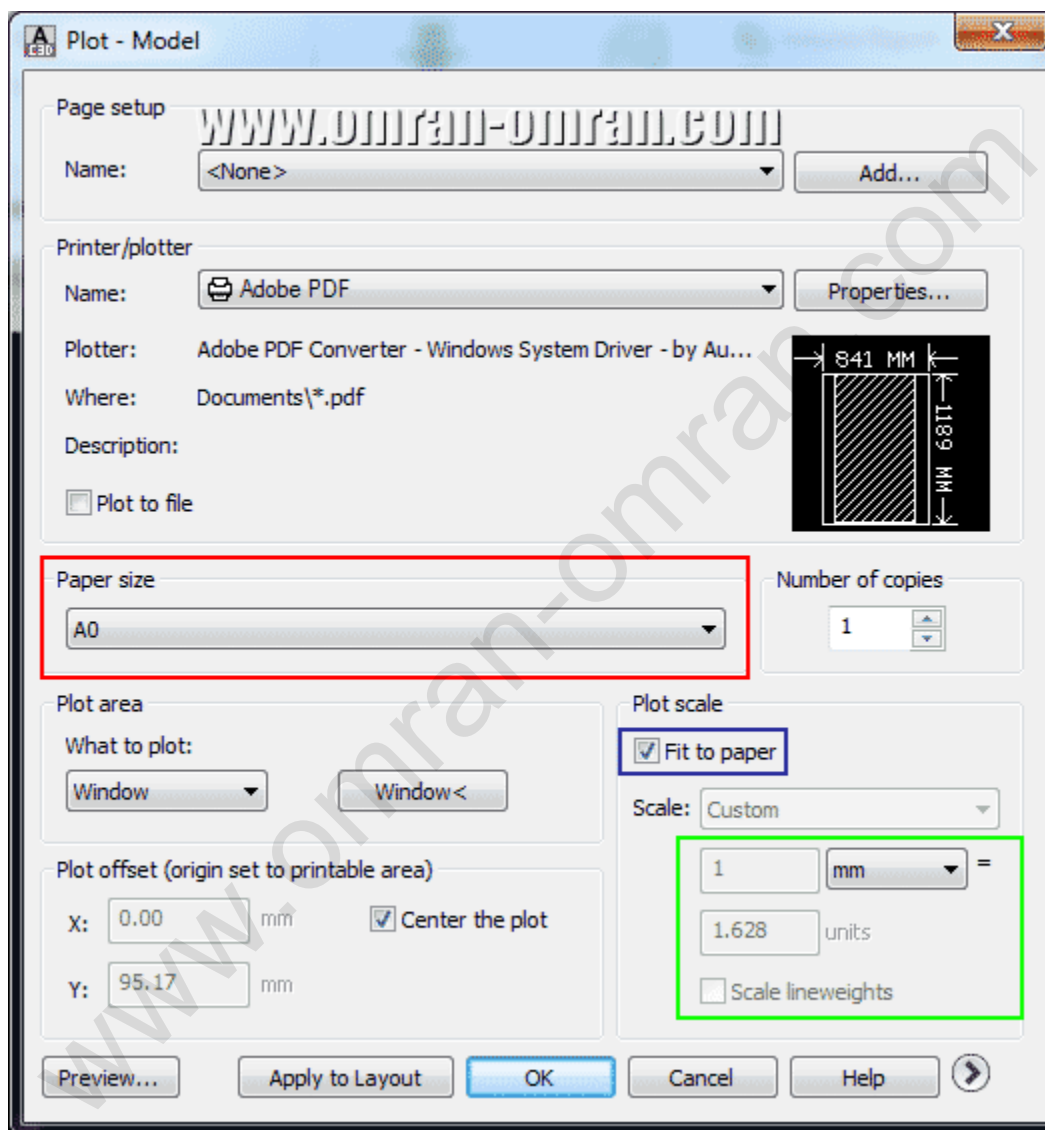 A C3D Plot - Model
Page setup
www.omran-omran.com
Name: <None> Add...
Printer/plotter
Name: Adobe PDF Properties...
Plotter: Adobe PDF Converter - Windows System Driver - by Au...
841 MM
Where: Documents\*.pdf
1189 MM
Description:
Plot to file
Paper size
Number of copies
A0
1
Plot area
Plot scale
What to plot:
Fit to paper
Window Window<
Scale: Custom
Plot offset (origin set to printable area)
1 mm =
X: 0.00 mm Center the plot
1.628 units
Y: 95.17 mm
Scale lineweights
Preview... Apply to Layout OK Cancel Help
www.omran-omran.com